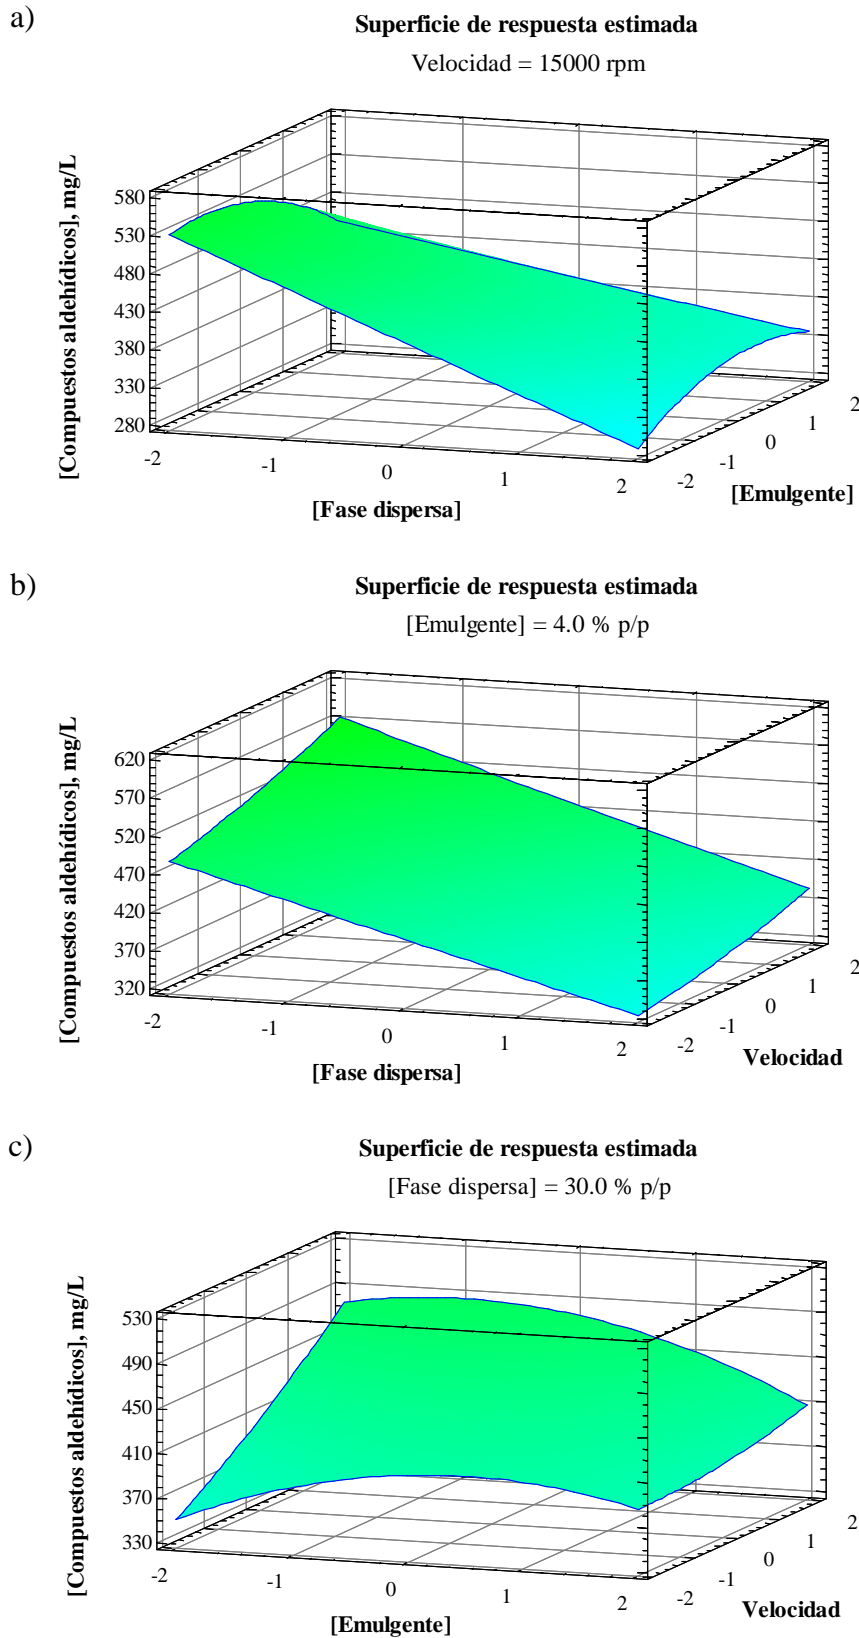 a)
Superficie de respuesta estimada
Velocidad = 15000 rpm
[Compuestos aldehídicos], mg/L
580
530
480
430
380
330
280
-2
-1
0
1
2
[Fase dispersa]
-2
-1
0
1
2
[Emulgente]
b)
Superficie de respuesta estimada
[Emulgente] = 4.0 % p/p
[Compuestos aldehídicos], mg/L
620
570
520
470
420
370
320
-2
-1
0
1
2
[Fase dispersa]
-2
-1
0
1
2
Velocidad
c)
Superficie de respuesta estimada
[Fase dispersa] = 30.0 % p/p
[Compuestos aldehídicos], mg/L
530
490
450
410
370
330
-2
-1
0
1
2
[Emulgente]
-2
-1
0
1
2
Velocidad